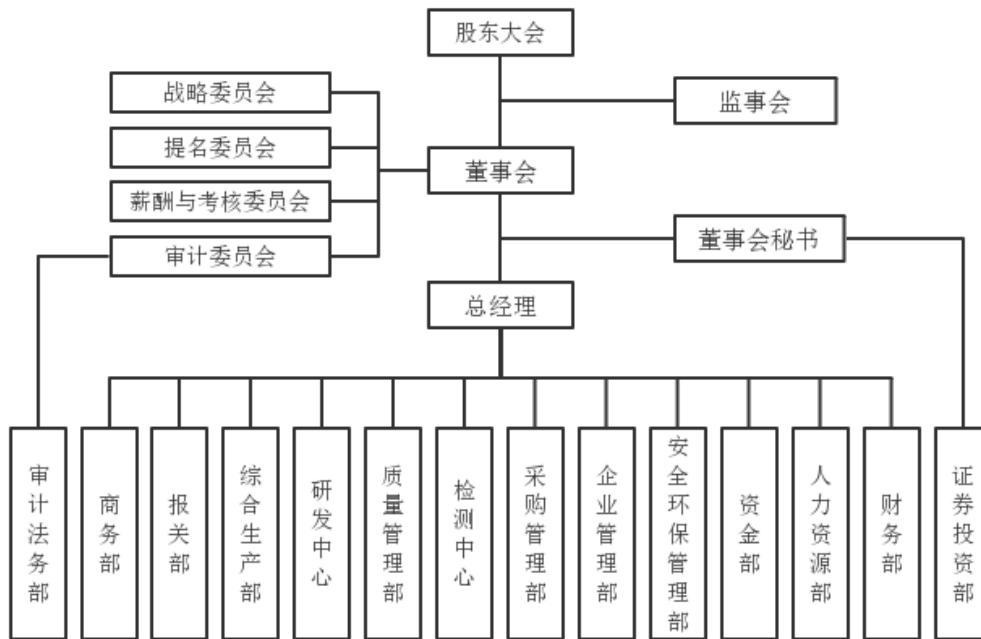 股东大会
战略委员会
监事会
提名委员会
董事会
薪酬与考核委员会
董事会秘书
审计委员会
总经理
审计法务部
商务部
报关部
综合生产部
研发中心
质量管理部
检测中心
采购管理部
企业管理部
安全环保管理部
资金部
人力资源部
财务部
证券投资部